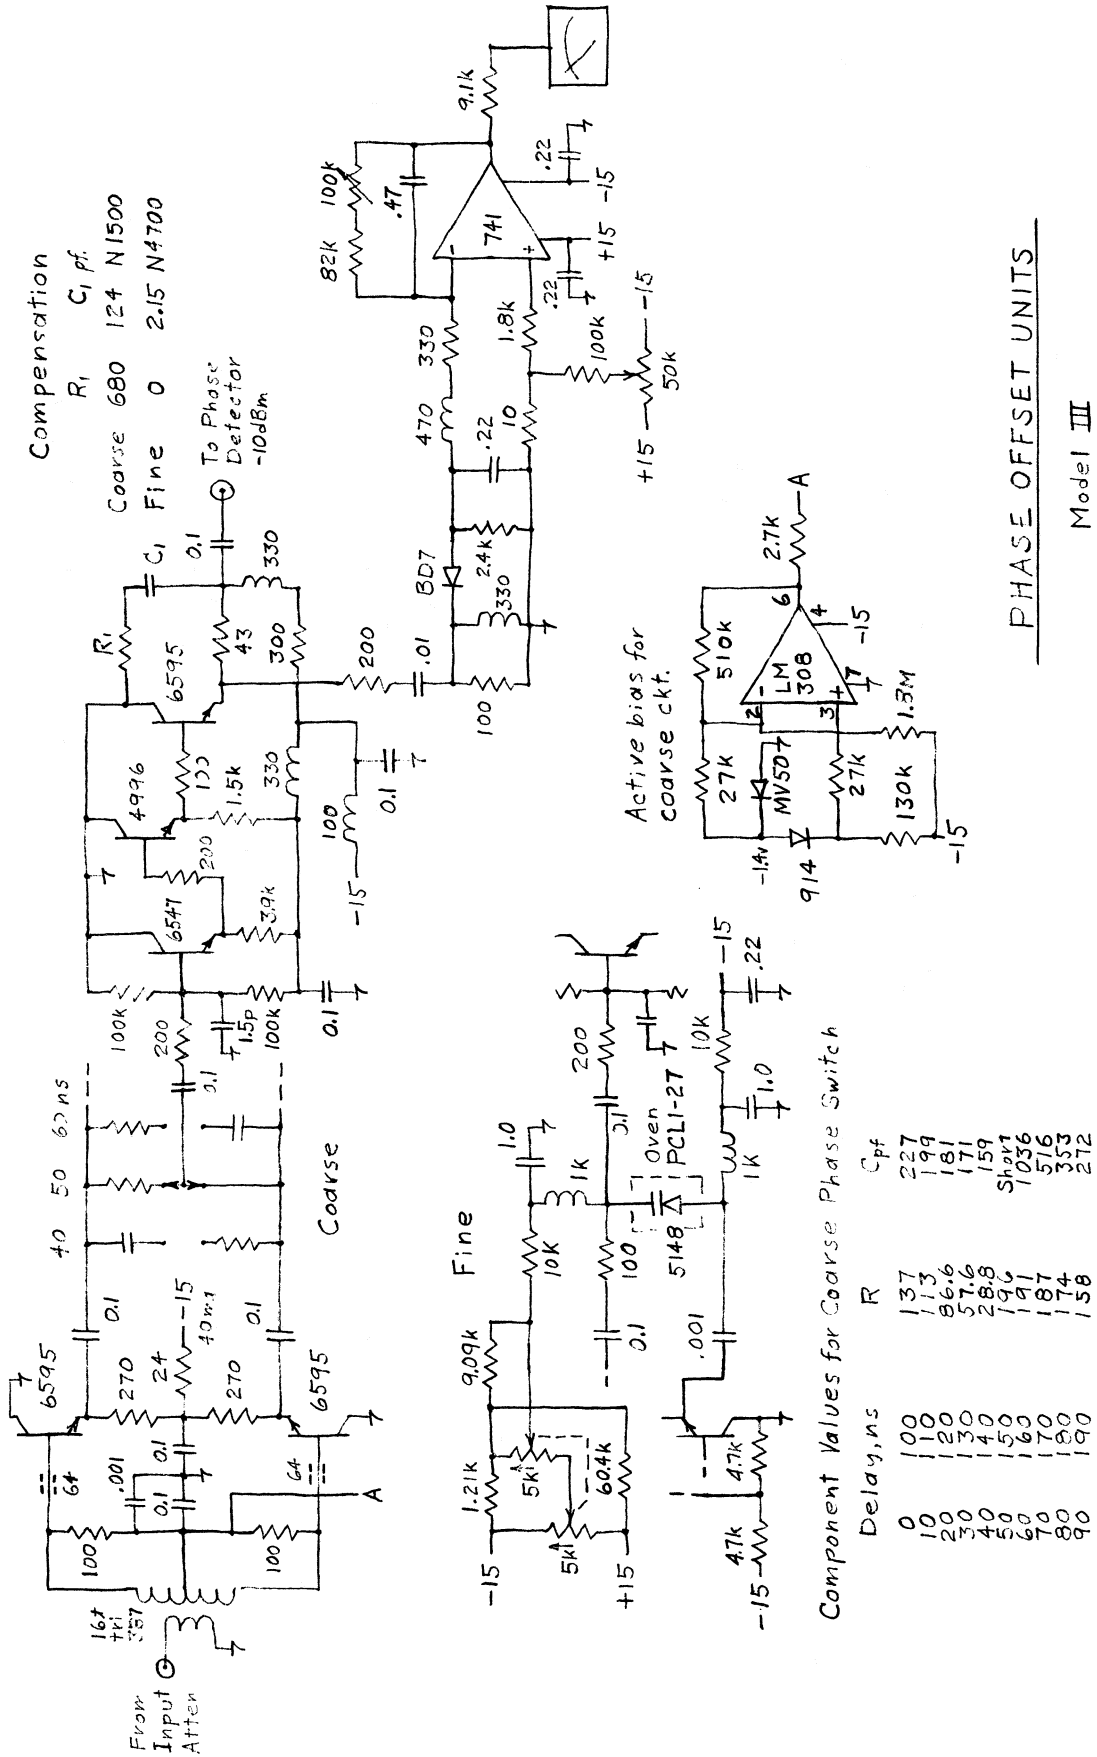 Compensation
R₁ C₁ pf.
Coarse 680 124 N1500
Fine 0 2.15 N4700
From
Input
Atten
16t
tri
100
100
64
64
.001
0.1
0.1
A
6595
6595
270
24
270
-15
40ma
0.1
0.1
40 50 60 ns
Coarse
0.1
200
100k
1.5p
100k
0.1
6547
3.9k
200
4996
1.5k
100
6595
R₁
C₁
43
300
330
330
0.1
To Phase
Detector
-10dBm
100
-15
0.1
200
.01
100
BD7
330
2.4k
.22
470
10
330
1.8k
100k
+15
50k
-15
82k
100k
.47
-
741
+
.22
+15
.22
-15
9.1k
Fine
-15
1.21k
9.09k
5k
5k
60.4k
+15
10K
1.0
1k
0.1
100
0.1
200
Oven
PCL1-27
5148
.001
1K
1.0
10k
-15
.22
-15
4.7k
4.7k
Active bias for
coarse ckt.
-1.4v
27k
MV507
914
27k
130k
-15
1.3M
510k
2
-
LM
308
3
+
6
4
-15
7
2.7k
A
Component Values for Coarse Phase Switch
Delay, ns R Cpf
0 100 137 227
10 110 113 199
20 120 86.6 181
30 130 57.6 171
40 140 28.8 159
50 150 196 Short
60 160 191 1036
70 170 187 516
80 180 174 353
90 190 158 272
PHASE OFFSET UNITS
Model III